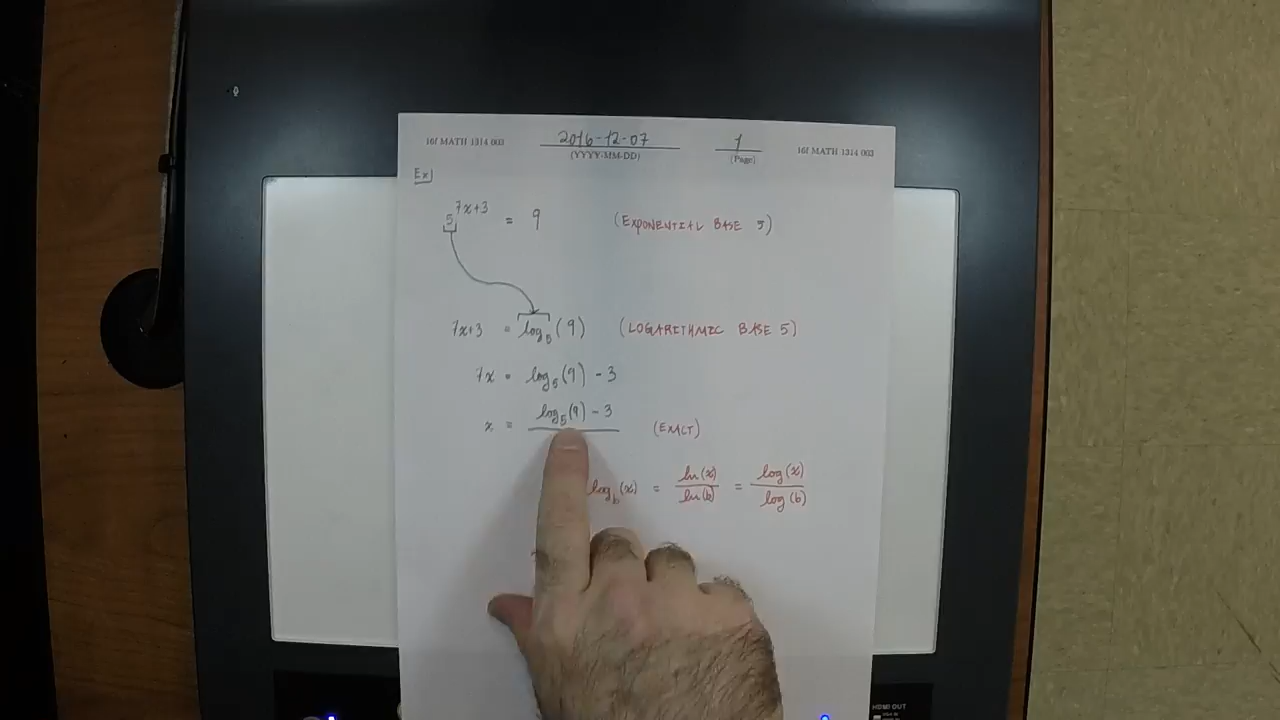 16f MATH 1314 003 2016-12-07 1 16f MATH 1314 003
(YYYY-MM-DD) (Page)
Ex
5^{7x+3} = 9 (EXPONENTIAL BASE 5)
7x+3 = log_5(9) (LOGARITHMIC BASE 5)
7x = log_5(9) - 3
x = log_5(9) - 3 (EXACT)
log_b(x) = ln(x)/ln(b) = log(x)/log(b)
HDMI OUT